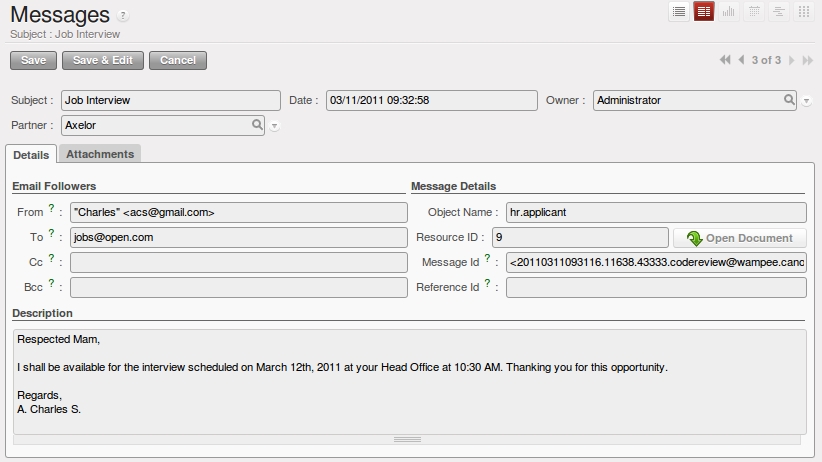 Messages ?
Subject : Job Interview
Save Save & Edit Cancel 3 of 3
Subject : Job Interview Date : 03/11/2011 09:32:58 Owner : Administrator
Partner : Axelor
Details Attachments
Email Followers Message Details
From ? : "Charles" <acs@gmail.com> Object Name : hr.applicant
To ? : jobs@open.com Resource ID : 9 Open Document
Cc ? : Message Id ? : <20110311093116.11638.43333.codereview@wampee.canc
Bcc ? : Reference Id ? :
Description
Respected Mam,
I shall be available for the interview scheduled on March 12th, 2011 at your Head Office at 10:30 AM. Thanking you for this opportunity.
Regards,
A. Charles S.